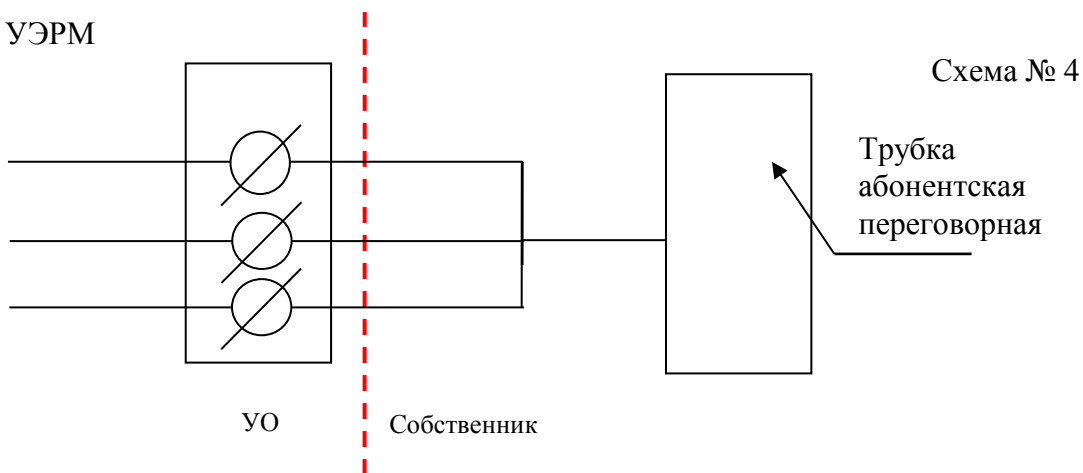 УЭРМ
Схема № 4
Трубка
абонентская
переговорная
УО
Собственник